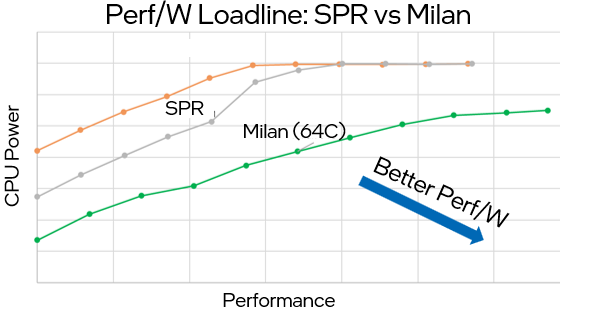 Perf/W Loadline: SPR vs Milan
CPU Power
SPR
Milan (64C)
Better Perf/W
Performance